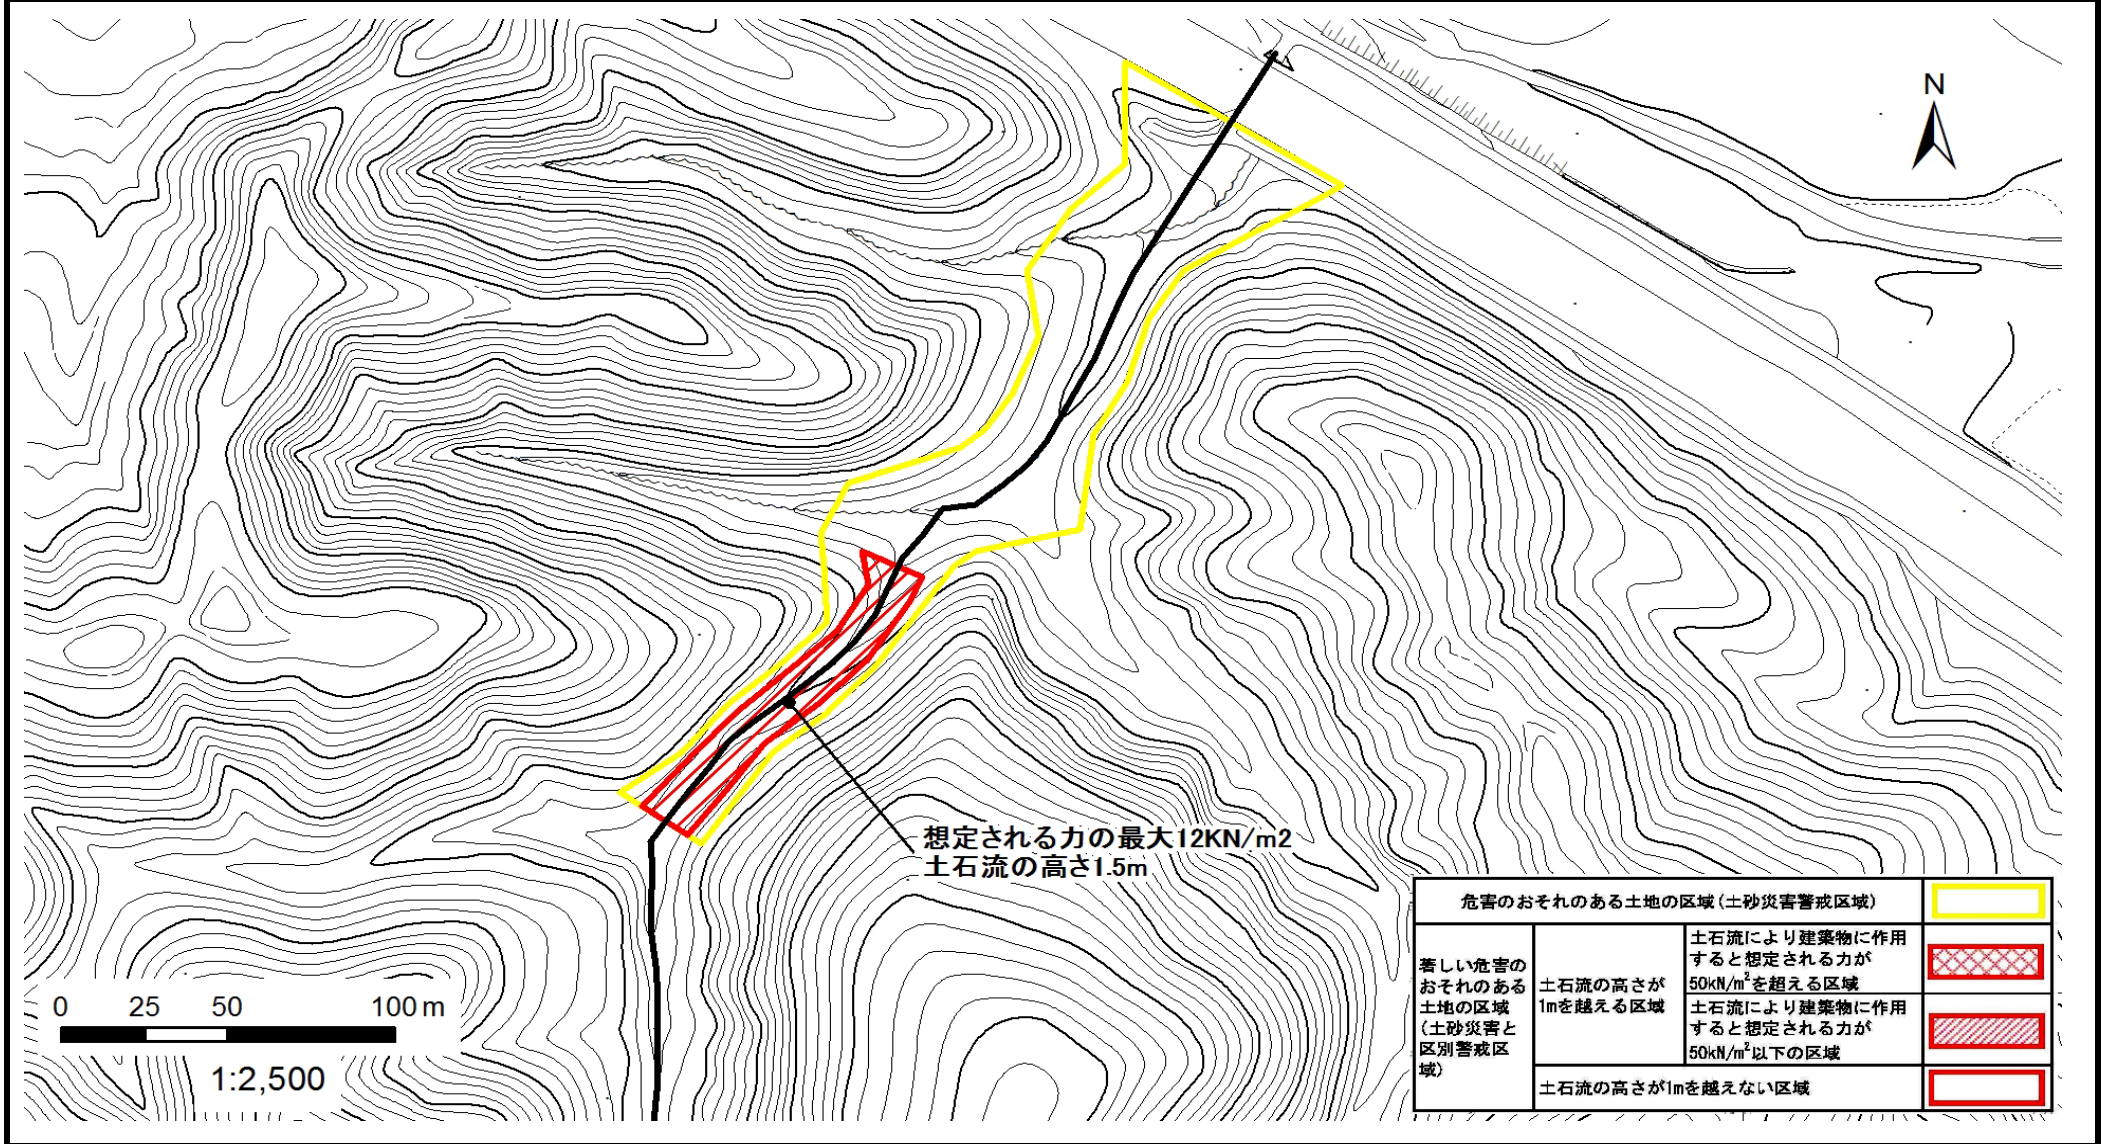 N
想定される力の最大12KN/m2
土石流の高さ1.5m
0 25 50 100 m
1:2,500
危害のおそれのある土地の区域(土砂災害警戒区域)
著しい危害の
おそれのある
土地の区域
(土砂災害と
区別警戒区
域)
土石流の高さが
1mを越える区域
土石流により建築物に作用
すると想定される力が
50kN/m²を超える区域
土石流により建築物に作用
すると想定される力が
50kN/m²以下の区域
土石流の高さが1mを越えない区域